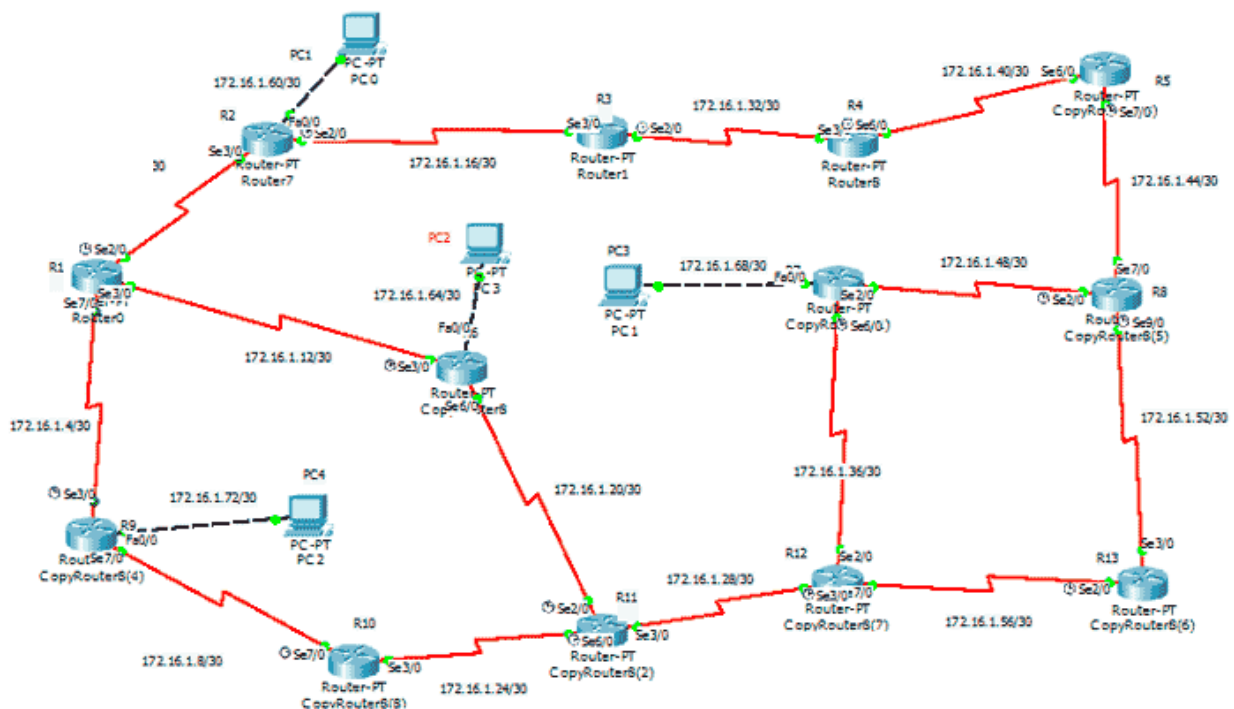 PC1
PC-PT
PC0
172.16.1.60/30
R2
Fa0/0
Se2/0
Se3/0
Router-PT
Router7
30
172.16.1.16/30
R3
Se3/0
Se2/0
Router-PT
Router1
172.16.1.32/30
R4
Se6/0
Router-PT
172.16.1.40/30
Se6/0
R5
Router-PT
Se7/0
172.16.1.44/30
PC2
PC-PT
172.16.1.64/30
Fa0/0
Se3/0
Router-PT
Se6/0
R1
Se2/0
Se3/0
Se7/0
Router0
172.16.1.12/30
PC3
PC-PT
PC1
172.16.1.68/30
Fa0/0
Se2/0
Router-PT
Se6/0
172.16.1.48/30
Se7/0
Se2/0
R8
Se9/0
CopyRouter8(5)
172.16.1.4/30
172.16.1.20/30
172.16.1.36/30
172.16.1.52/30
Se3/0
R9
Fa0/0
Se7/0
CopyRouter8(4)
172.16.1.72/30
PC4
PC-PT
PC2
172.16.1.8/30
R10
Se7/0
Se3/0
Router-PT
172.16.1.24/30
R11
Se2/0
Se6/0
Se3/0
Router-PT
CopyRouter8(2)
172.16.1.28/30
R12
Se2/0
Se3/0
Router-PT
CopyRouter8(7)
172.16.1.56/30
R13
Se3/0
Se2/0
Router-PT
CopyRouter8(6)